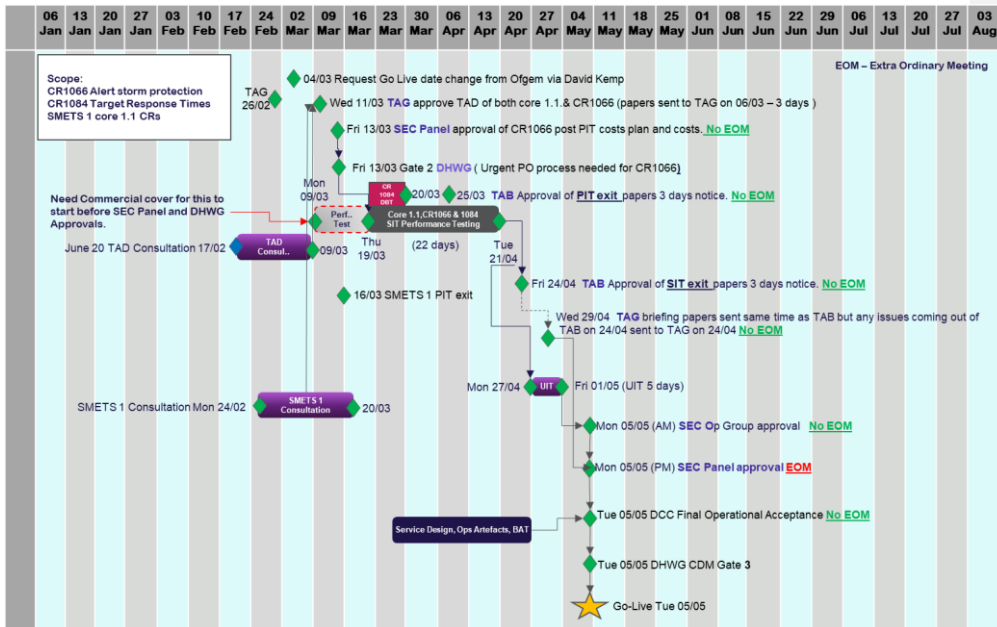 06 Jan 13 Jan 20 Jan 27 Jan 03 Feb 10 Feb 17 Feb 24 Feb 02 Mar 09 Mar 16 Mar 23 Mar 30 Mar 06 Apr 13 Apr 20 Apr 27 Apr 04 May 11 May 18 May 25 May 01 Jun 08 Jun 15 Jun 22 Jun 29 Jun 06 Jul 13 Jul 20 Jul 27 Jul 03 Aug
EOM – Extra Ordinary Meeting
Scope:
CR1066 Alert storm protection
CR1084 Target Response Times
SMETS 1 core 1.1 CRs
04/03 Request Go Live date change from Ofgem via David Kemp
TAG
26/02
Wed 11/03 TAG approve TAD of both core 1.1.& CR1066 (papers sent to TAG on 06/03 – 3 days )
Fri 13/03 SEC Panel approval of CR1066 post PIT costs plan and costs. No EOM
Fri 13/03 Gate 2 DHWG ( Urgent PO process needed for CR1066)
Mon
09/03
CR
1084
DBT
20/03
25/03 TAB Approval of PIT exit papers 3 days notice. No EOM
Need Commercial cover for this to
start before SEC Panel and DHWG
Approvals.
Perf..
Test
Core 1.1,CR1066 & 1084
SIT Performance Testing
June 20 TAD Consultation 17/02
TAD
Consul..
09/03
Thu
19/03
(22 days)
Tue
21/04
Fri 24/04 TAB Approval of SIT exit papers 3 days notice. No EOM
16/03 SMETS 1 PIT exit
Wed 29/04 TAG briefing papers sent same time as TAB but any issues coming out of
TAB on 24/04 sent to TAG on 24/04 No EOM
Mon 27/04
UIT
Fri 01/05 (UIT 5 days)
SMETS 1 Consultation Mon 24/02
SMETS 1
Consultation
20/03
Mon 05/05 (AM) SEC Op Group approval No EOM
Mon 05/05 (PM) SEC Panel approval EOM
Service Design, Ops Artefacts, BAT
Tue 05/05 DCC Final Operational Acceptance No EOM
Tue 05/05 DHWG CDM Gate 3
Go-Live Tue 05/05